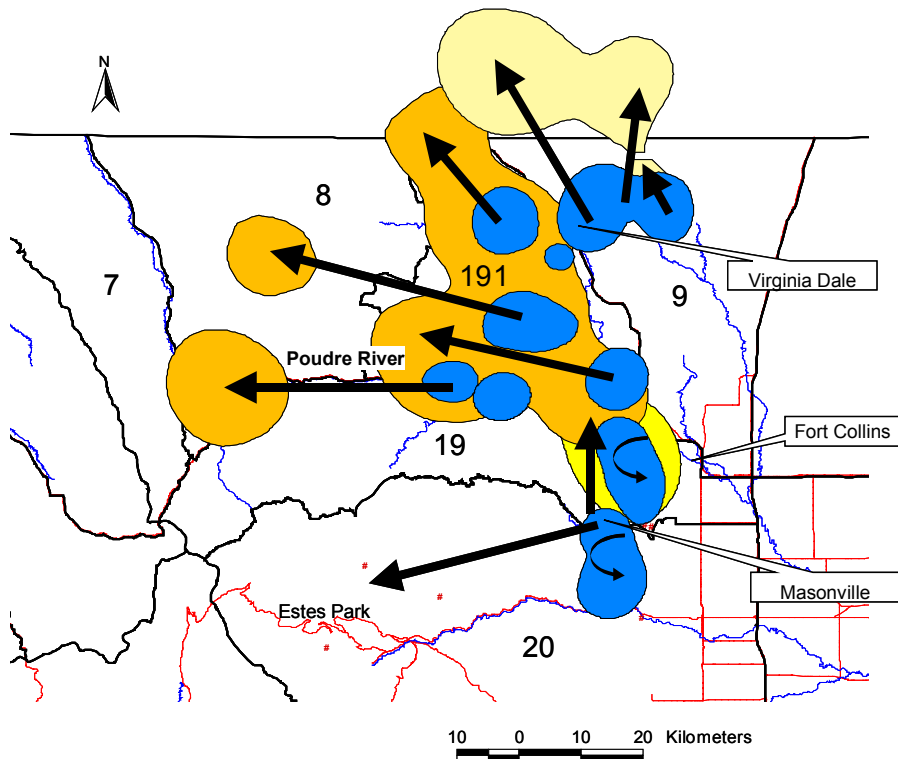 N
8
7
191
9
Virginia Dale
Poudre River
19
Fort Collins
Masonville
Estes Park
20
10 0 10 20 Kilometers